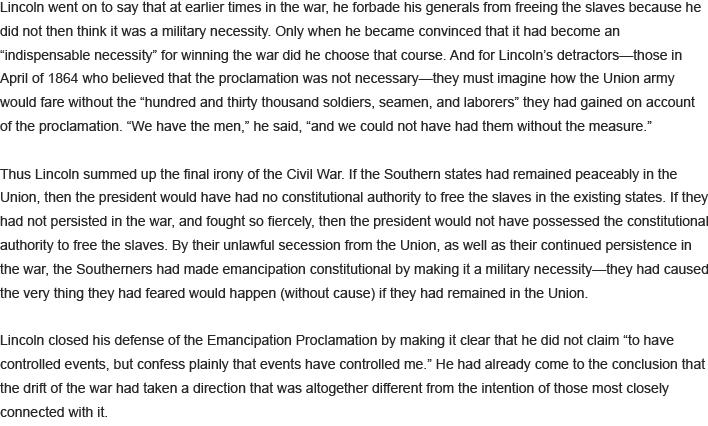 Lincoln went on to say that at earlier times in the war, he forbade his generals from freeing the slaves because he
did not then think it was a military necessity. Only when he became convinced that it had become an
“indispensable necessity” for winning the war did he choose that course. And for Lincoln’s detractors—those in
April of 1864 who believed that the proclamation was not necessary—they must imagine how the Union army
would fare without the “hundred and thirty thousand soldiers, seamen, and laborers” they had gained on account
of the proclamation. “We have the men,” he said, “and we could not have had them without the measure.”

Thus Lincoln summed up the final irony of the Civil War. If the Southern states had remained peaceably in the
Union, then the president would have had no constitutional authority to free the slaves in the existing states. If they
had not persisted in the war, and fought so fiercely, then the president would not have possessed the constitutional
authority to free the slaves. By their unlawful secession from the Union, as well as their continued persistence in
the war, the Southerners had made emancipation constitutional by making it a military necessity—they had caused
the very thing they had feared would happen (without cause) if they had remained in the Union.

Lincoln closed his defense of the Emancipation Proclamation by making it clear that he did not claim “to have
controlled events, but confess plainly that events have controlled me.” He had already come to the conclusion that
the drift of the war had taken a direction that was altogether different from the intention of those most closely
connected with it.